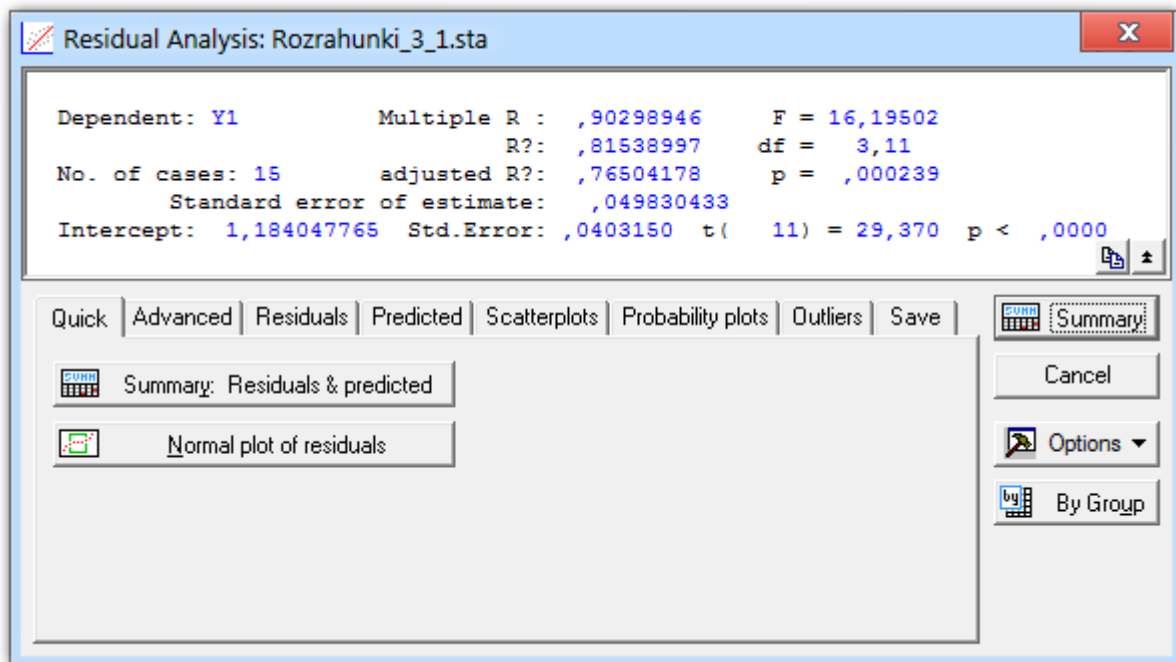 Residual Analysis: Rozrahunki_3_1.sta
x
Dependent: Y1 Multiple R : ,90298946 F = 16,19502
R?: ,81538997 df = 3,11
No. of cases: 15 adjusted R?: ,76504178 p = ,000239
Standard error of estimate: ,049830433
Intercept: 1,184047765 Std.Error: ,0403150 t( 11) = 29,370 p < ,0000
Quick Advanced Residuals Predicted Scatterplots Probability plots Outliers Save
SUMM Summary
SUMM Summary: Residuals & predicted
Cancel
Normal plot of residuals
Options
by By Group